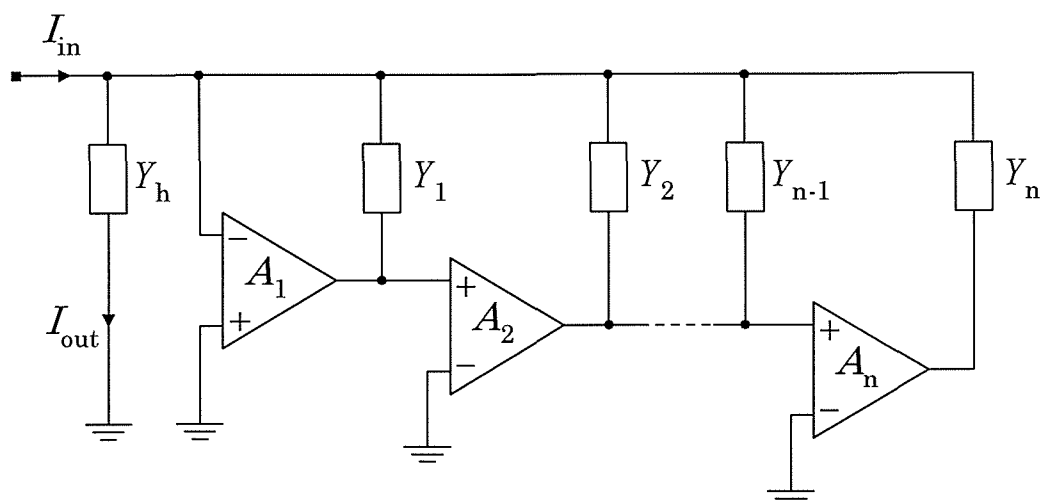 I_in
Y_h
Y_1
Y_2
Y_n-1
Y_n
−
A_1
+
+
A_2
−
+
A_n
−
I_out